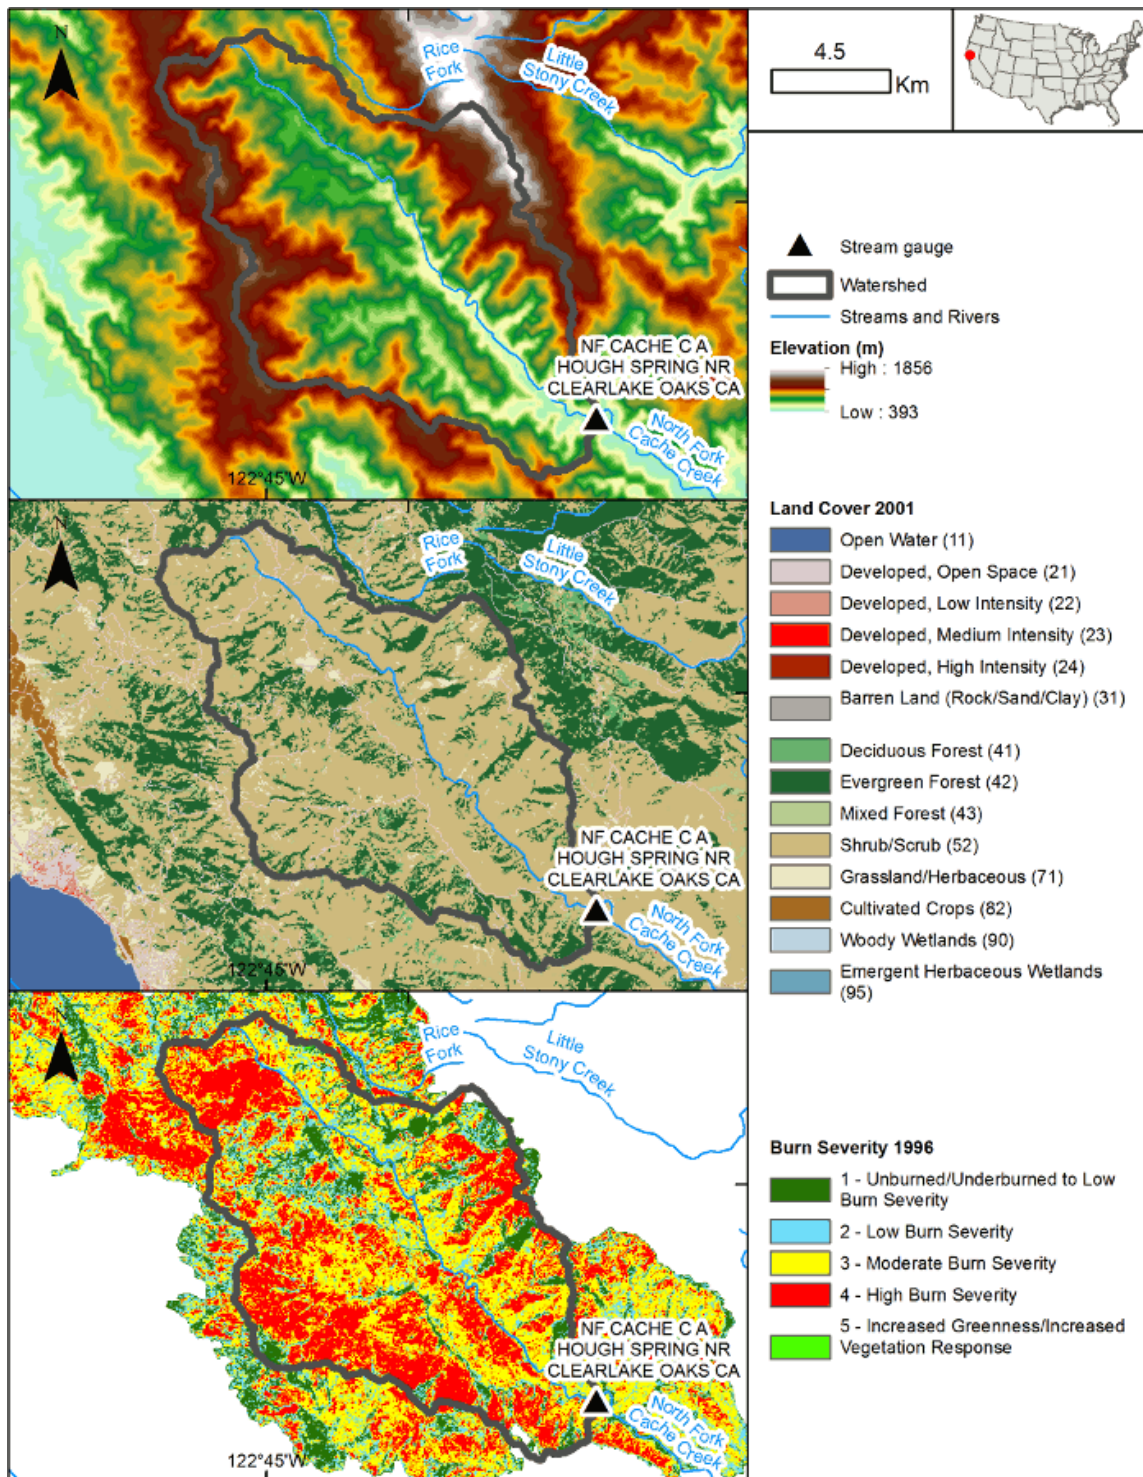 N
Rice
Fork
Little
Stony Creek
NF CACHE C A
HOUGH SPRING NR
CLEARLAKE OAKS CA
North Fork
Cache Creek
122°45'W
4.5
Km
Stream gauge
Watershed
Streams and Rivers
Elevation (m)
High : 1856
Low : 393
N
Rice
Fork
Little
Stony Creek
NF CACHE C A
HOUGH SPRING NR
CLEARLAKE OAKS CA
North Fork
Cache Creek
122°45'W
Land Cover 2001
Open Water (11)
Developed, Open Space (21)
Developed, Low Intensity (22)
Developed, Medium Intensity (23)
Developed, High Intensity (24)
Barren Land (Rock/Sand/Clay) (31)
Deciduous Forest (41)
Evergreen Forest (42)
Mixed Forest (43)
Shrub/Scrub (52)
Grassland/Herbaceous (71)
Cultivated Crops (82)
Woody Wetlands (90)
Emergent Herbaceous Wetlands
(95)
N
Rice
Fork
Little
Stony Creek
NF CACHE C A
HOUGH SPRING NR
CLEARLAKE OAKS CA
North Fork
Cache Creek
122°45'W
Burn Severity 1996
1 - Unburned/Underburned to Low
Burn Severity
2 - Low Burn Severity
3 - Moderate Burn Severity
4 - High Burn Severity
5 - Increased Greenness/Increased
Vegetation Response